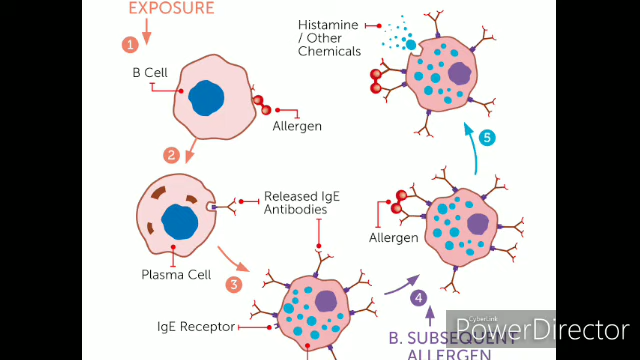 EXPOSURE
1
B Cell
Allergen
2
Released IgE
Antibodies
Plasma Cell
3
IgE Receptor
4
B. SUBSEQUENT
ALLERGEN
Allergen
5
Histamine
/ Other
Chemicals
CyberLink
PowerDirector